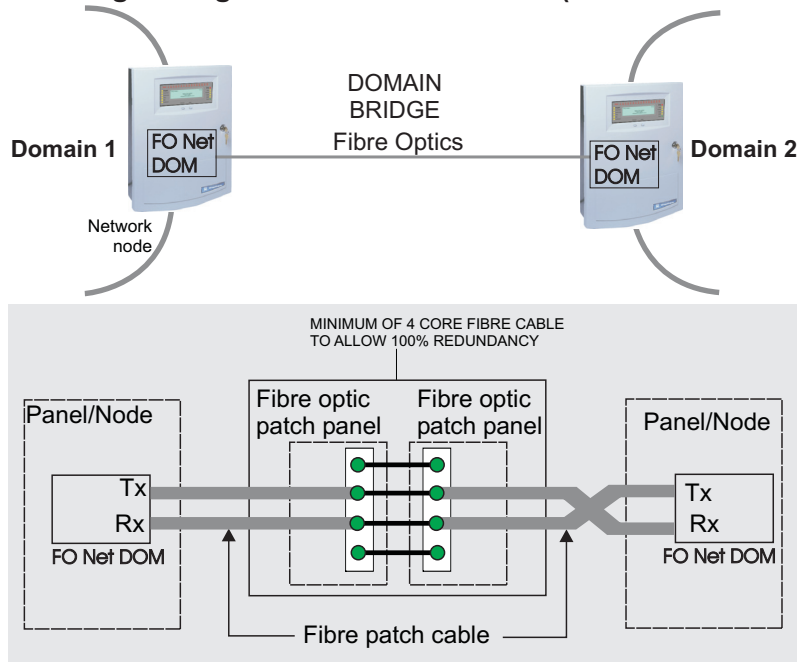 DOMAIN
BRIDGE
Fibre Optics
Domain 1
FO Net
DOM
FO Net
DOM
Domain 2
Network
node
MINIMUM OF 4 CORE FIBRE CABLE
TO ALLOW 100% REDUNDANCY
Panel/Node
Fibre optic
patch panel
Fibre optic
patch panel
Panel/Node
Tx
Rx
FO Net DOM
Tx
Rx
FO Net DOM
Fibre patch cable